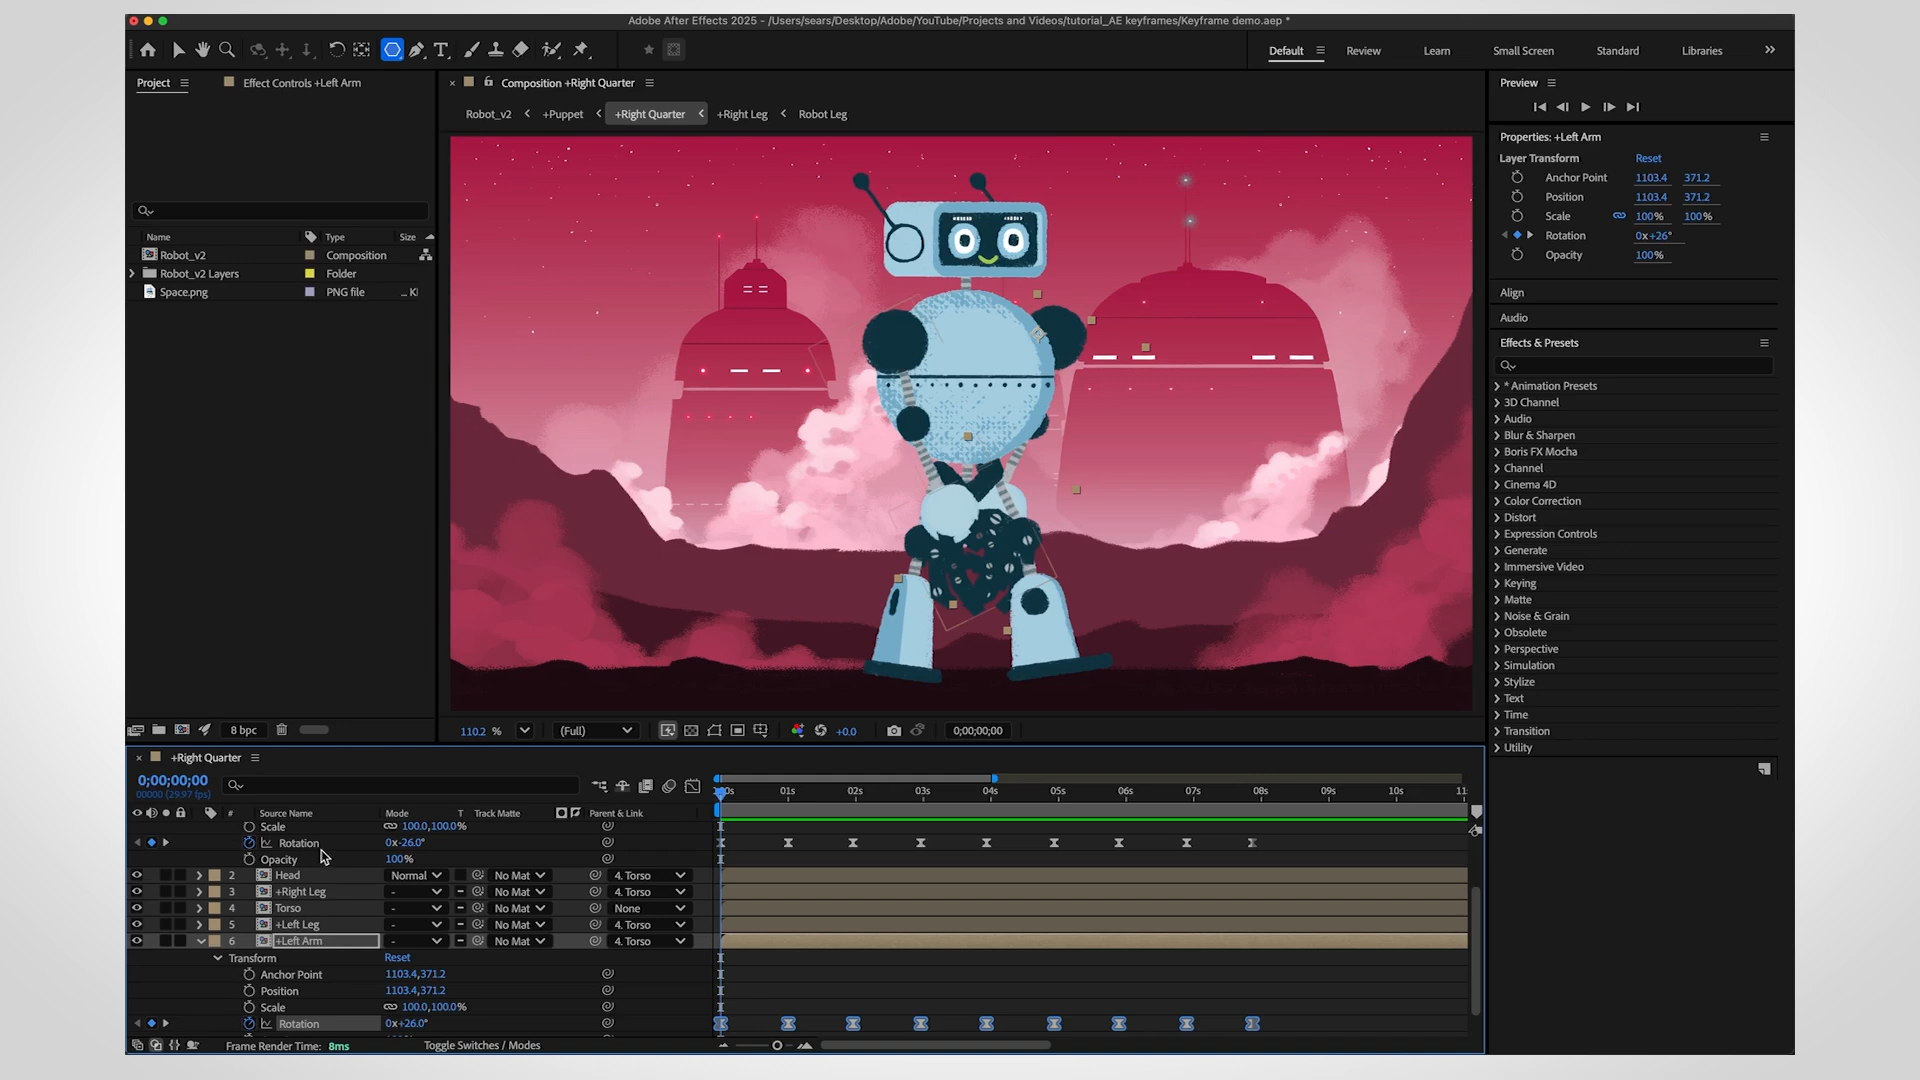 Adobe After Effects 2025 - /Users/sears/Desktop/Adobe/YouTube/Projects and Videos/tutorial_AE keyframes/Keyframe demo.aep *
Default Review Learn Small Screen Standard Libraries
Project Effect Controls +Left Arm
Composition +Right Quarter
Robot_v2 +Puppet +Right Quarter +Right Leg Robot Leg
Name Type Size
Robot_v2 Composition
Robot_v2 Layers Folder
Space.png PNG file ... K
8 bpc
110.2 % (Full) +0.0 0;00;00;00
Preview
Properties: +Left Arm
Layer Transform Reset
Anchor Point 1103.4 371.2
Position 1103.4 371.2
Scale 100% 100%
Rotation 0x+26°
Opacity 100%
Align
Audio
Effects & Presets
* Animation Presets
3D Channel
Audio
Blur & Sharpen
Boris FX Mocha
Channel
Cinema 4D
Color Correction
Distort
Expression Controls
Generate
Immersive Video
Keying
Matte
Noise & Grain
Obsolete
Perspective
Simulation
Stylize
Text
Time
Transition
Utility
+Right Quarter
0;00;00;00
00000 (29.97 fps)
01s 02s 03s 04s 05s 06s 07s 08s 09s 10s
# Source Name Mode T Track Matte Parent & Link
Scale 100.0,100.0%
Rotation 0x-26.0°
Opacity 100%
2 Head Normal No Mat 4. Torso
3 +Right Leg - No Mat 4. Torso
4 Torso - No Mat None
5 +Left Leg - No Mat 4. Torso
6 +Left Arm - No Mat 4. Torso
Transform Reset
Anchor Point 1103.4,371.2
Position 1103.4,371.2
Scale 100.0,100.0%
Rotation 0x+26.0°
Frame Render Time: 8ms Toggle Switches / Modes